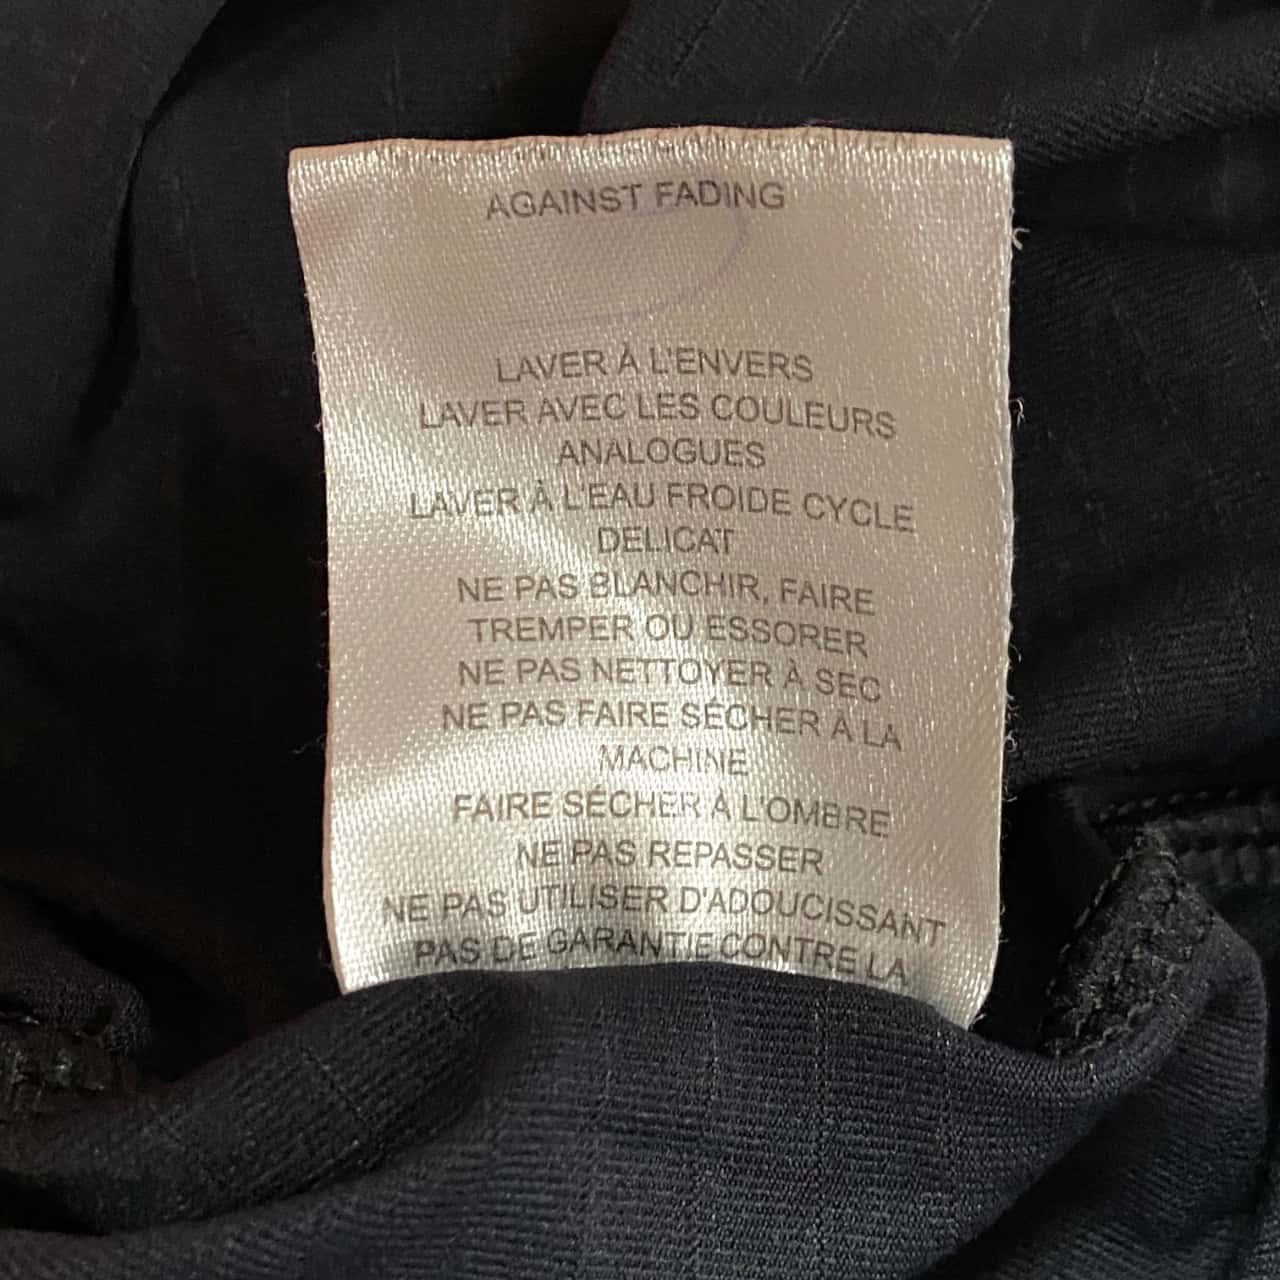 AGAINST FADING
LAVER À L'ENVERS
LAVER AVEC LES COULEURS
ANALOGUES
LAVER À L'EAU FROIDE CYCLE
DELICAT
NE PAS BLANCHIR, FAIRE
TREMPER OU ESSORER
NE PAS NETTOYER À SEC
NE PAS FAIRE SÉCHER À LA
MACHINE
FAIRE SÉCHER À L'OMBRE
NE PAS REPASSER
NE PAS UTILISER D'ADOUCISSANT
PAS DE GARANTIE CONTRE LA